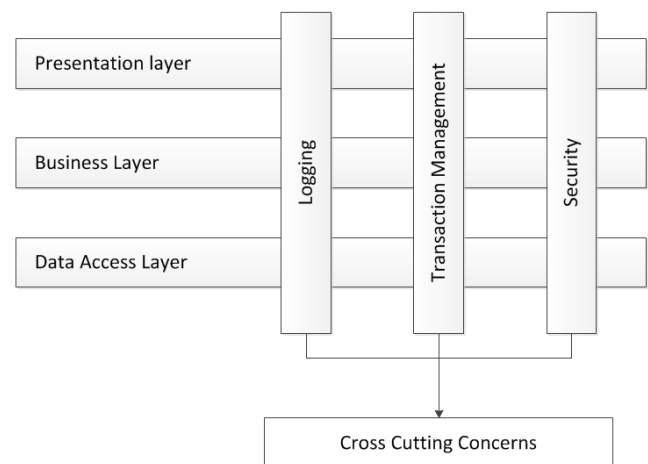 Presentation layer
Business Layer
Data Access Layer
Logging
Transaction Management
Security
Cross Cutting Concerns